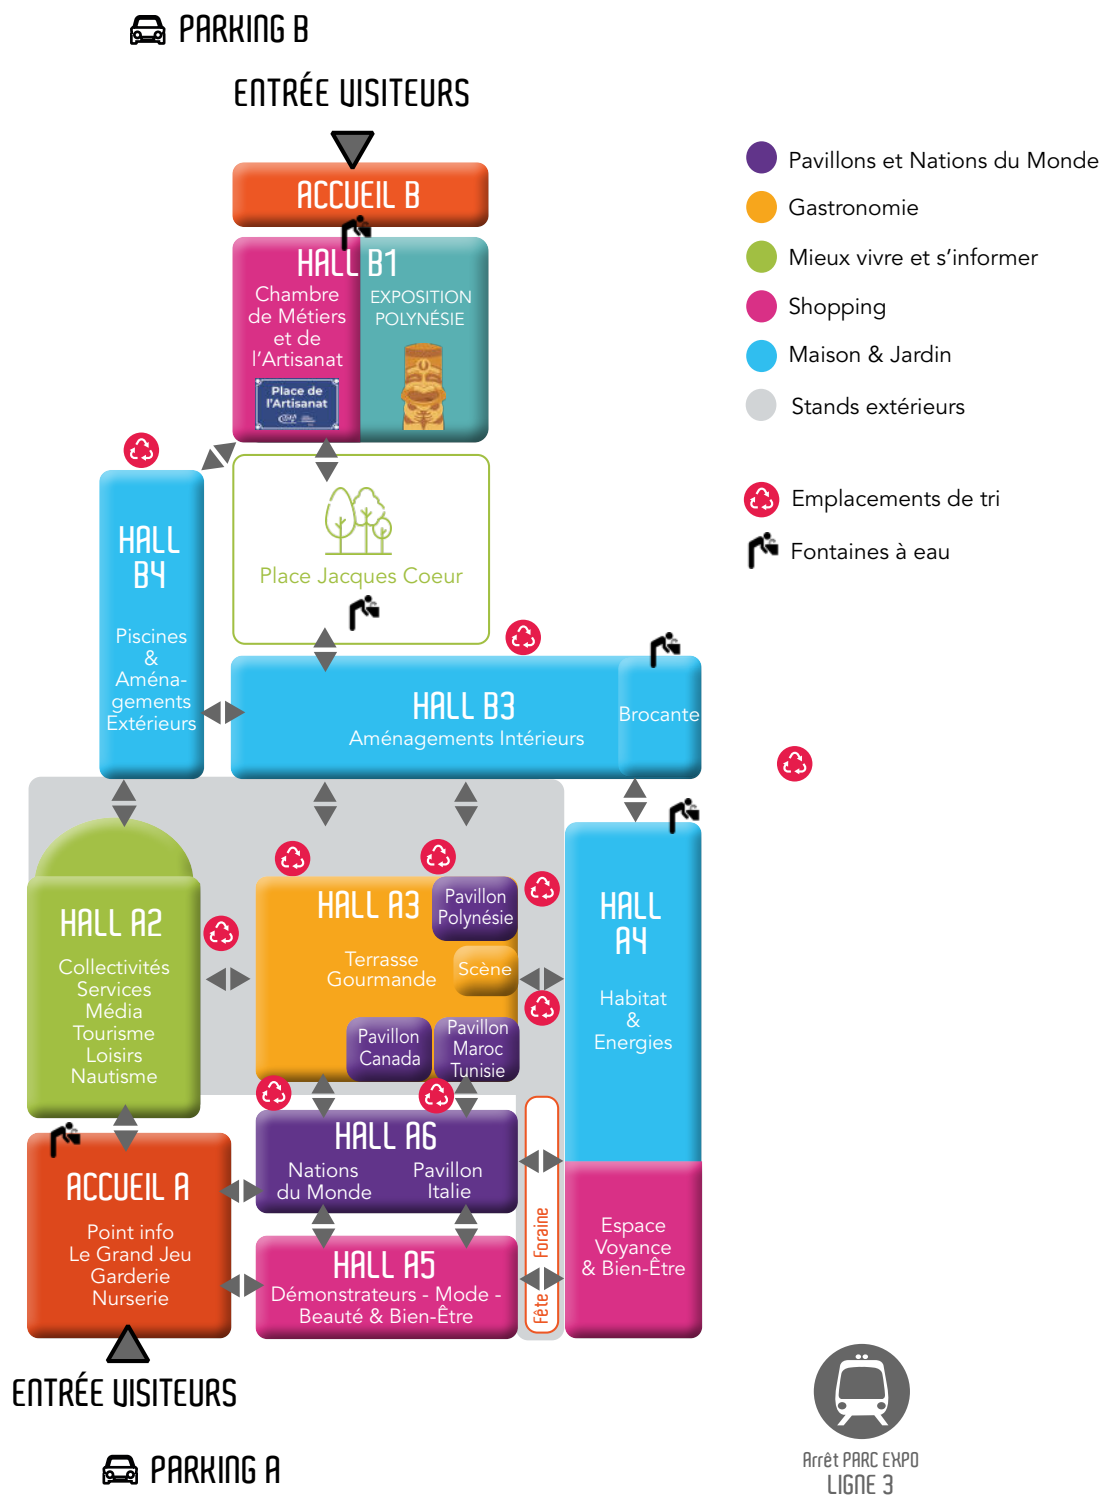 PARKING B
ENTRÉE VISITEURS
ACCUEIL B
HALL B1
Chambre
de Métiers
et de
l'Artisanat
Place de
l'Artisanat
EXPOSITION
POLYNÉSIE
Pavillons et Nations du Monde
Gastronomie
Mieux vivre et s'informer
Shopping
Maison & Jardin
Stands extérieurs
Emplacements de tri
Fontaines à eau
Place Jacques Coeur
HALL
B4
Piscines
&
Aména-
gements
Extérieurs
HALL B3
Aménagements Intérieurs
Brocante
HALL A2
Collectivités
Services
Média
Tourisme
Loisirs
Nautisme
HALL A3
Terrasse
Gourmande
Pavillon
Polynésie
Scène
Pavillon
Canada
Pavillon
Maroc
Tunisie
HALL
A4
Habitat
&
Energies
Espace
Voyance
& Bien-Être
HALL A6
Nations
du Monde
Pavillon
Italie
HALL A5
Démonstrateurs - Mode -
Beauté & Bien-Être
Fête Foraine
ACCUEIL A
Point info
Le Grand Jeu
Garderie
Nurserie
ENTRÉE VISITEURS
PARKING A
Arrêt PARC EXPO
LIGNE 3